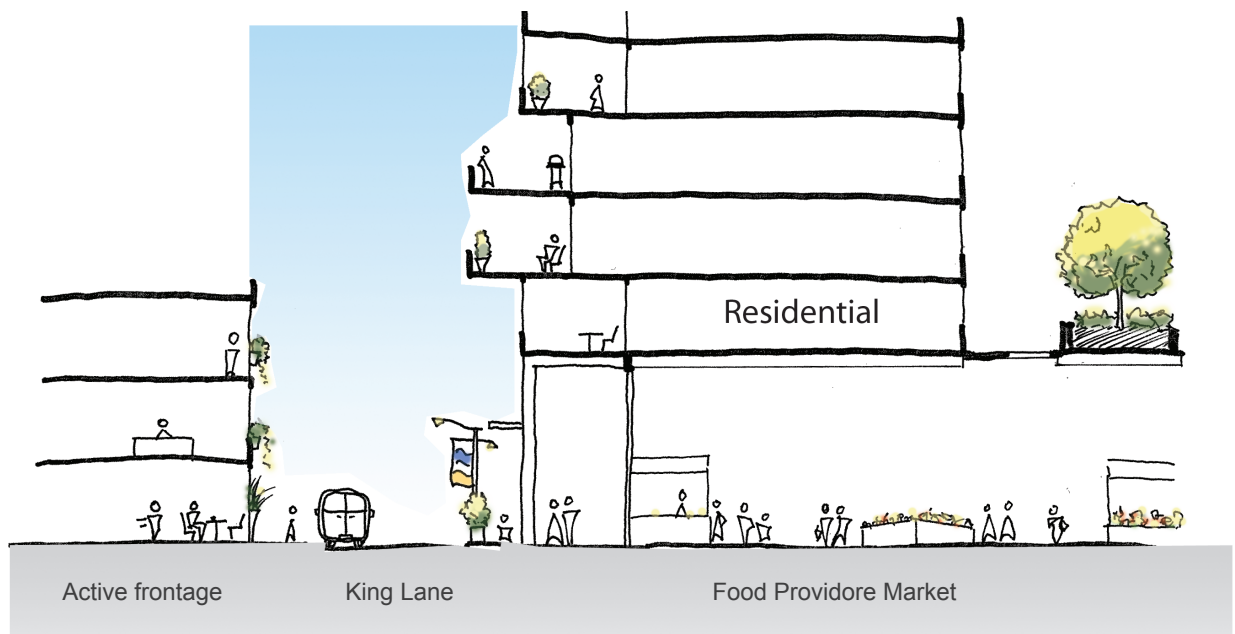 Residential
Active frontage
King Lane
Food Providore Market